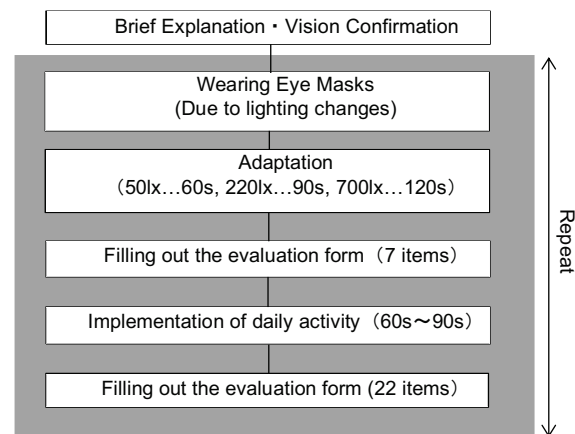 Brief Explanation・Vision Confirmation
Wearing Eye Masks
(Due to lighting changes)
Adaptation
（50lx…60s, 220lx…90s, 700lx…120s）
Filling out the evaluation form（7 items）
Implementation of daily activity（60s～90s）
Filling out the evaluation form (22 items）
Repeat